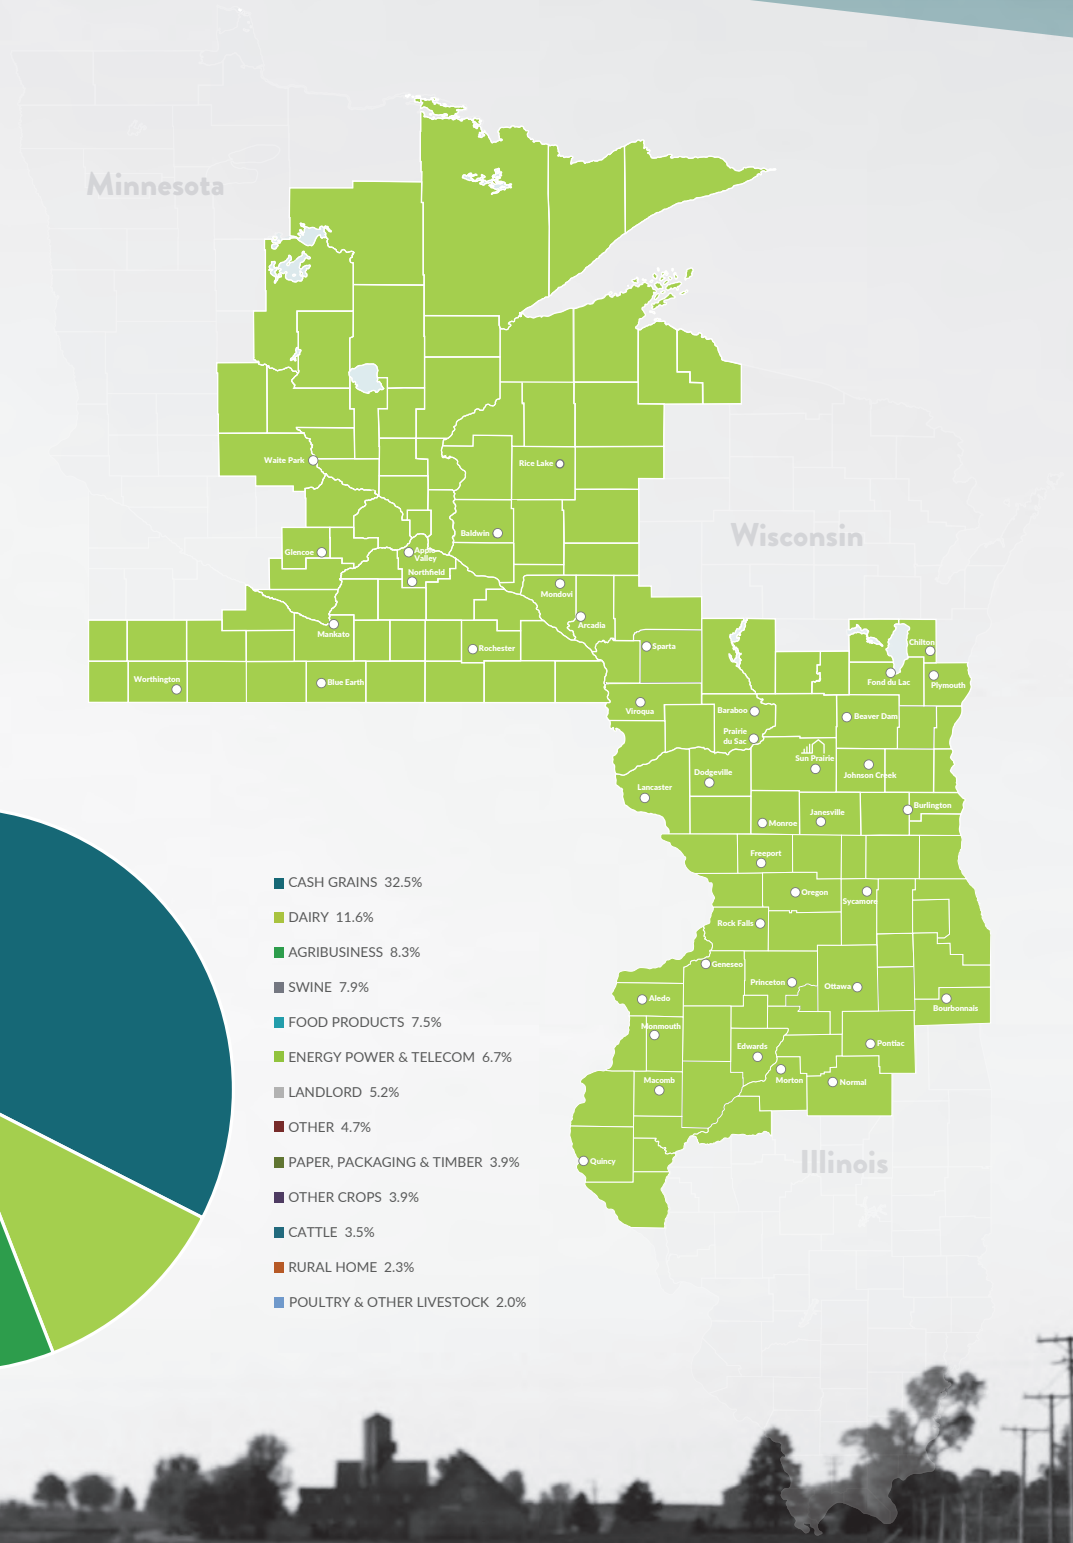 Minnesota
Waite Park
Rice Lake
Wisconsin
Baldwin
Glencoe
Apple
Valley
Northfield
Mondovi
Arcadia
Mankato
Rochester
Sparta
Chilton
Worthington
Blue Earth
Fond du Lac
Plymouth
Viroqua
Baraboo
Beaver Dam
Prairie
du Sac
Sun Prairie
Dodgeville
Johnson Creek
Lancaster
Janesville
Burlington
Monroe
Freeport
Oregon
Sycamore
Rock Falls
Geneseo
Princeton
Ottawa
Aledo
Bourbonnais
Monmouth
Edwards
Pontiac
Macomb
Morton
Normal
Quincy
Illinois
CASH GRAINS 32.5%
DAIRY 11.6%
AGRIBUSINESS 8.3%
SWINE 7.9%
FOOD PRODUCTS 7.5%
ENERGY POWER & TELECOM 6.7%
LANDLORD 5.2%
OTHER 4.7%
PAPER, PACKAGING & TIMBER 3.9%
OTHER CROPS 3.9%
CATTLE 3.5%
RURAL HOME 2.3%
POULTRY & OTHER LIVESTOCK 2.0%